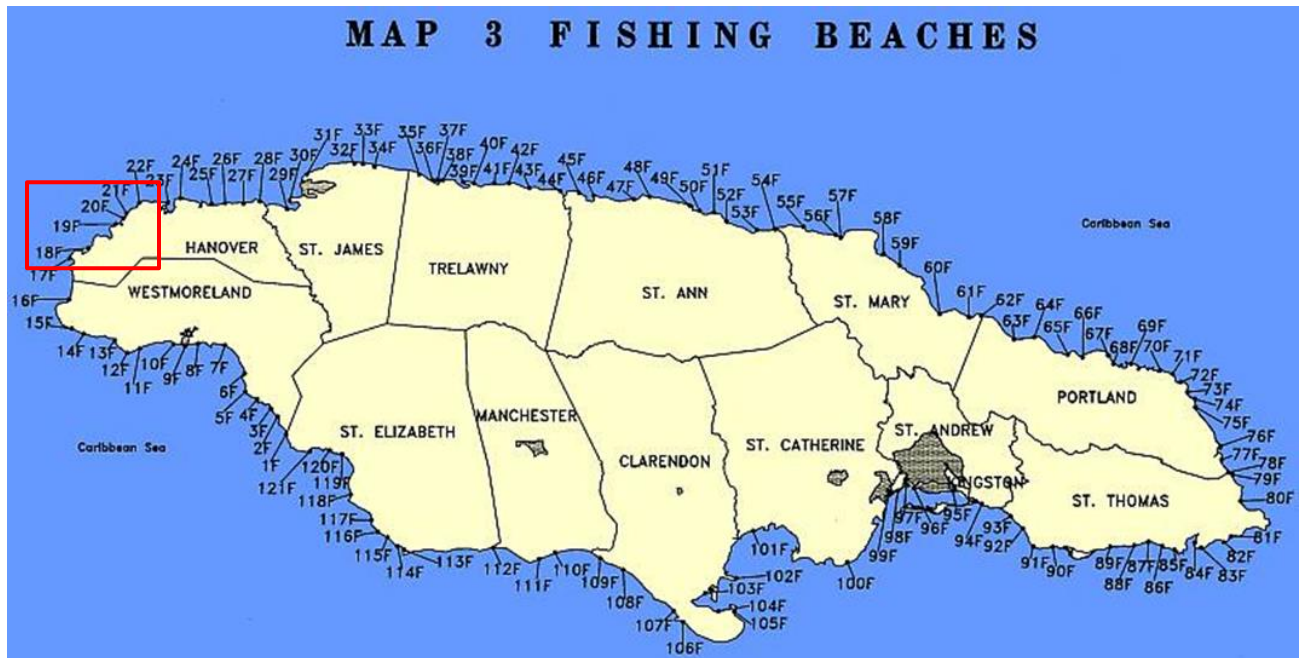 MAP 3 FISHING BEACHES
31F 33F 35F 37F
32F 34F 36F 38F 40F 42F
30F 39F 41F 43F 45F
22F 24F 26F 28F 44F 46F 48F 51F 54F
21F 23F 25F 27F 29F 47F 49F 50F 52F 55F 57F
20F 53F 56F 58F
19F Caribbean Sea
18F HANOVER ST. JAMES 59F
17F TRELAWNY
WESTMORELAND ST. ANN ST. MARY
16F 60F 61F 62F 64F 66F
15F 63F 65F 67F 69F
14F 13F 12F 10F 8F 7F 68F 70F 71F
11F 9F 72F
6F 73F
5F 4F PORTLAND 74F
3F MANCHESTER 75F
2F ST. ELIZABETH ST. CATHERINE ST. ANDREW 76F
Caribbean Sea
1F CLARENDON 77F 78F
121F 120F 119F KINGSTON 79F
118F ST. THOMAS 80F
117F 97F 96F 95F 94F 93F
116F 98F 92F 81F
115F 114F 113F 112F 110F 101F 99F 91F 90F 89F 87F 85F 84F 82F
111F 109F 100F 88F 86F 83F
108F 102F
103F
107F 104F
106F 105F